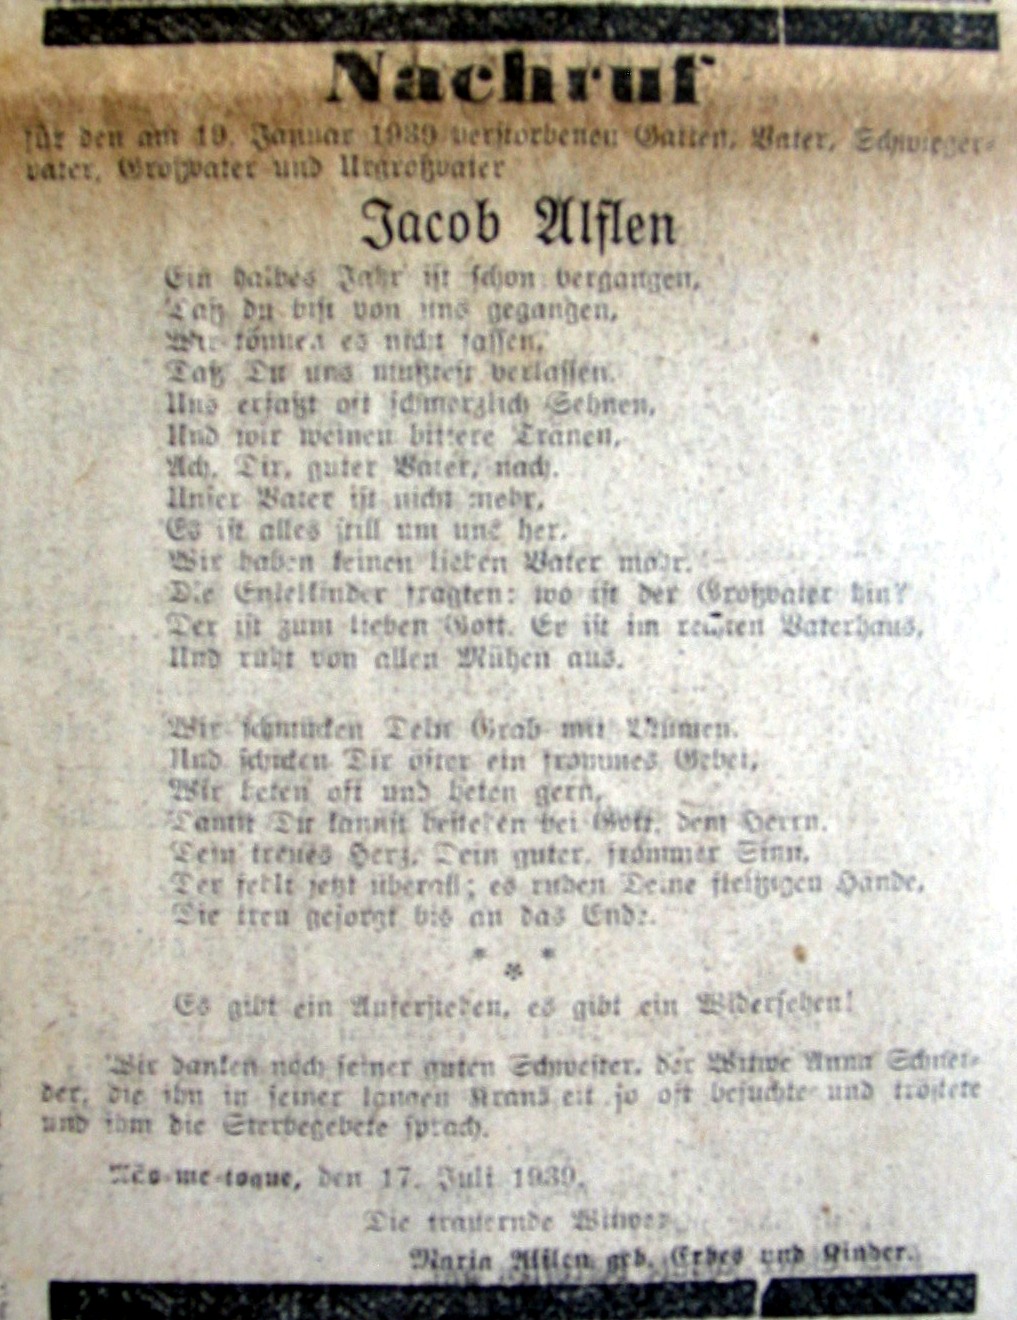 Nachruf
für den am 19. Januar 1939 verstorbenen Gatten, Vater, Schwieger-
vater, Großvater und Urgroßvater
Jacob Alflen
Ein halbes Jahr ist schon vergangen,
Daß du bist von uns gegangen,
Wir können es nicht fassen,
Daß Du uns mußtest verlassen.
Uns erfaßt oft schmerzlich Sehnen,
Und wir weinen bittere Tränen,
Ach, Dir, guter Vater, nach.
Unser Vater ist nicht mehr,
Es ist alles still um uns her.
Wir haben keinen lieben Vater mehr.
Die Enkelkinder fragten: wo ist der Großvater hin?
Der ist zum lieben Gott. Er ist im rechten Vaterhaus,
Und ruht von allen Mühen aus.
Wir schmücken Dein Grab mit Blumen.
Und schicken Dir öfter ein frommes Gebet,
Wir beten oft und beten gern,
Damit Du kannst bestehen bei Gott, dem Herrn.
Dein treues Herz, Dein guter, frommer Sinn,
Der fehlt jetzt überall; es ruhen Deine fleißigen Hände,
Die treu gesorgt bis an das Ende.
* * *
Es gibt ein Auferstehen, es gibt ein Widersehen!
Wir danken noch seiner guten Schwester, der Witwe Anna Schnei-
der, die ihn in seiner langen Krankheit so oft besuchte und tröstete
und ihm die Sterbegebete sprach.
Não-me-toque, den 17. Juli 1939.
Die trauernde Witwe:
Maria Alflen geb. Erbes und Kinder.